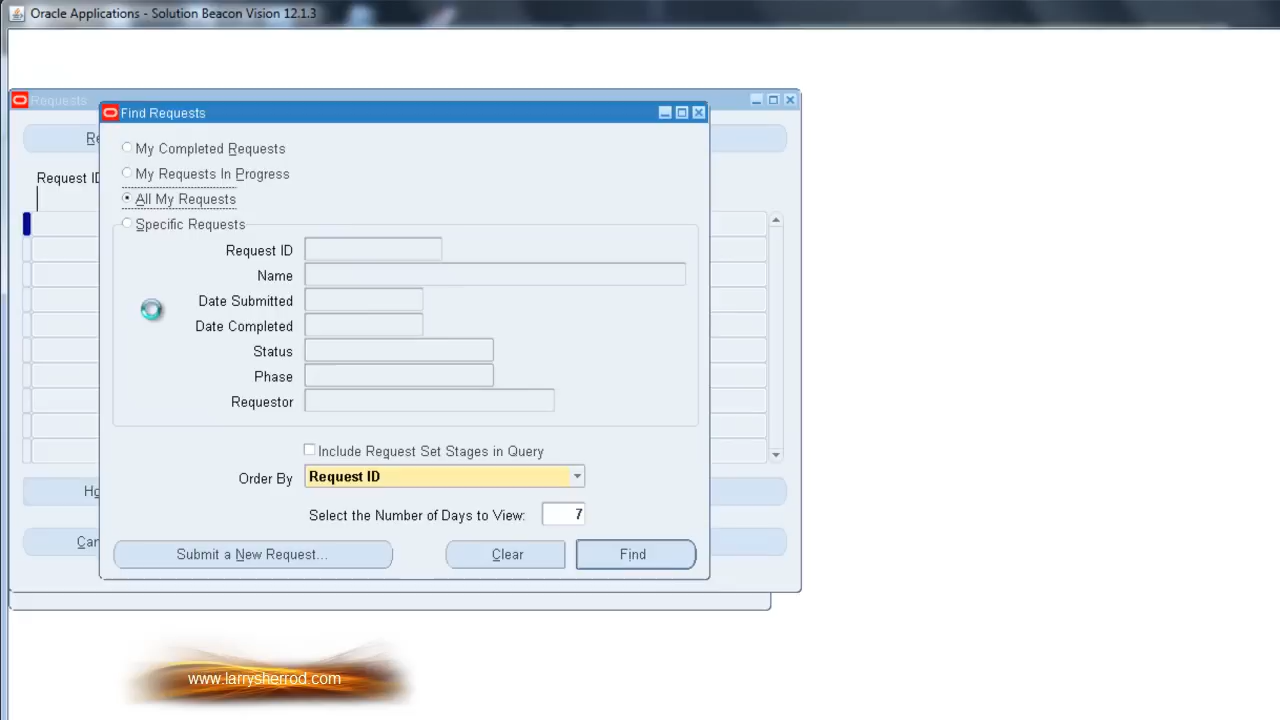 Oracle Applications - Solution Beacon Vision 12.1.3
Requests
Find Requests
My Completed Requests
My Requests In Progress
Request ID
All My Requests
Specific Requests
Request ID
Name
Date Submitted
Date Completed
Status
Phase
Requestor
Include Request Set Stages in Query
Order By Request ID
Select the Number of Days to View: 7
Submit a New Request... Clear Find
www.larrysherrod.com